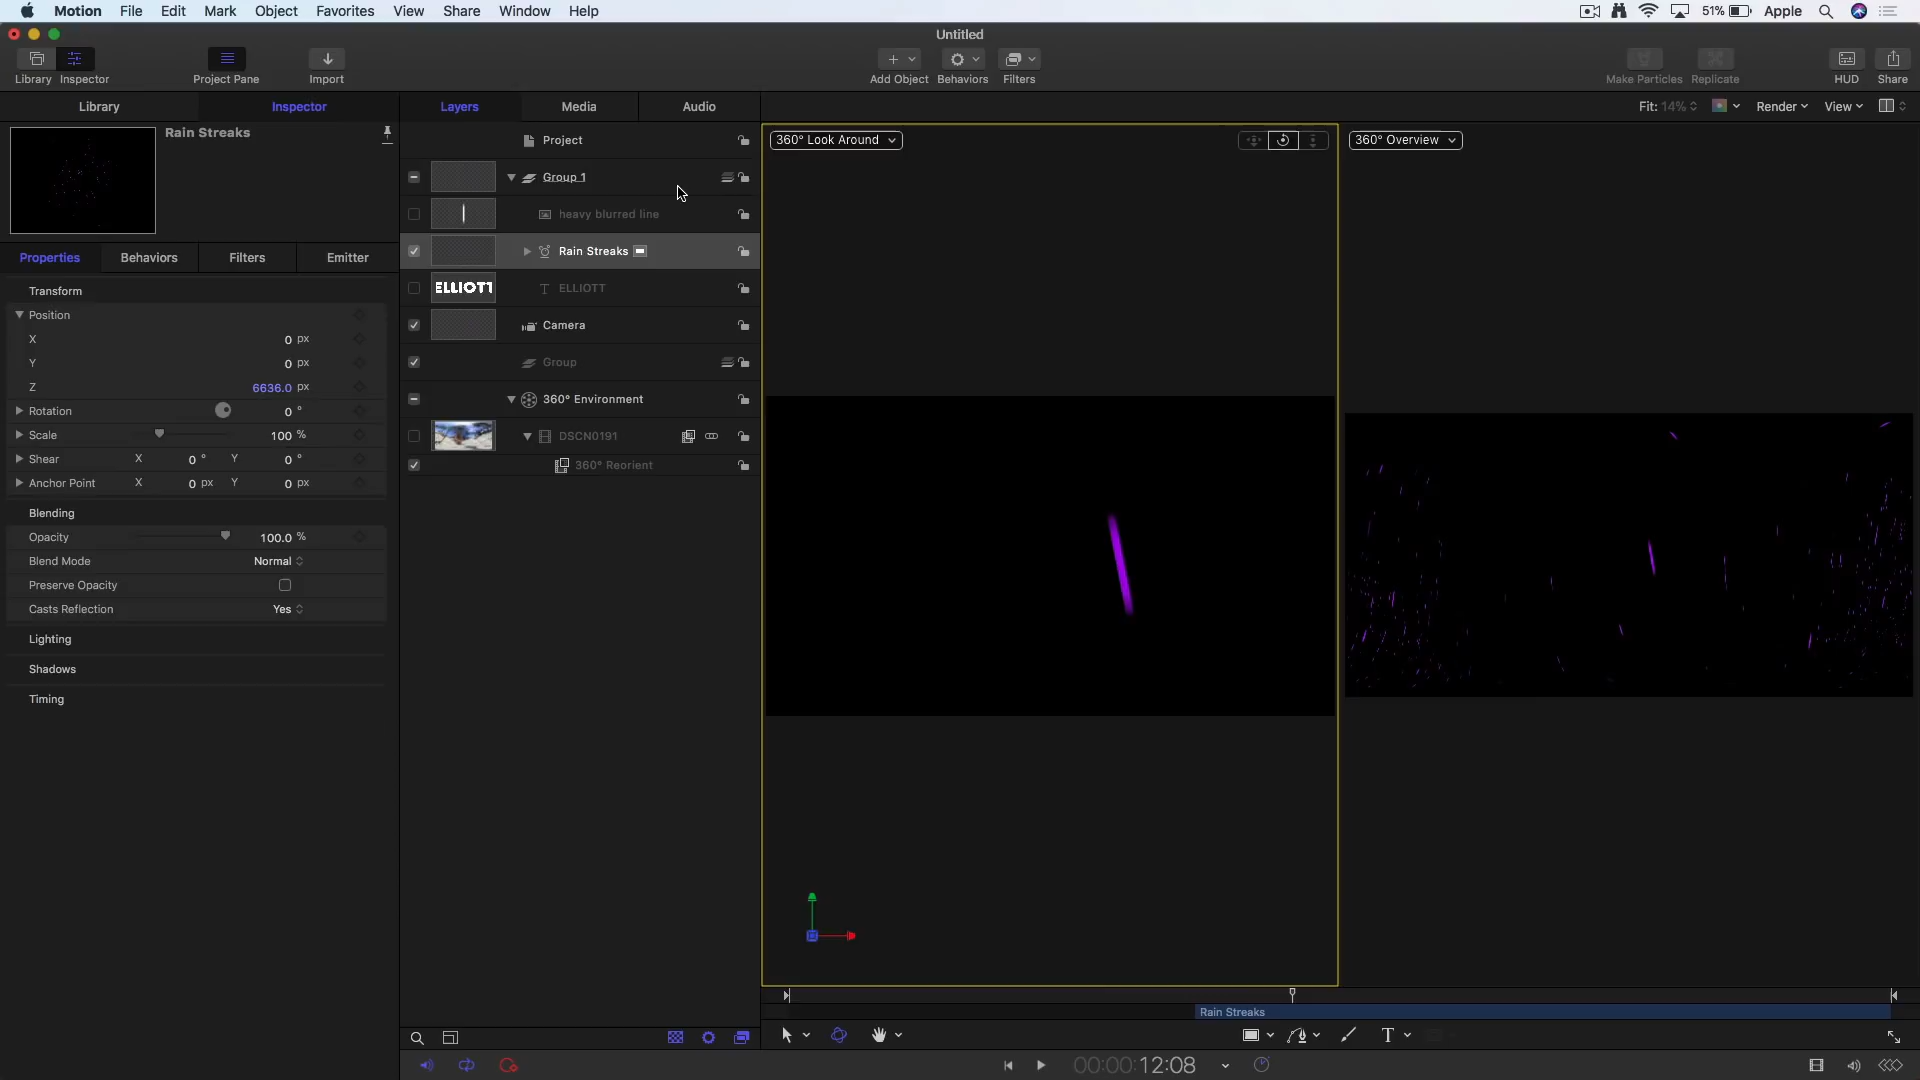 Motion File Edit Mark Object Favorites View Share Window Help 51% Apple
Untitled
Library Inspector Project Pane Import Add Object Behaviors Filters Make Particles Replicate HUD Share
Library Inspector Layers Media Audio Fit: 14% Render View
Rain Streaks
Project
360° Look Around
360° Overview
Group 1
heavy blurred line
Rain Streaks
Properties Behaviors Filters Emitter
ELLIOTT
ELLIOTT
Transform
Position
X 0 px
Y 0 px
Z 6636.0 px
Camera
Group
360° Environment
DSCN0191
360° Reorient
Rotation 0 °
Scale 100 %
Shear X 0 ° Y 0 °
Anchor Point X 0 px Y 0 px
Blending
Opacity 100.0 %
Blend Mode Normal
Preserve Opacity
Casts Reflection Yes
Lighting
Shadows
Timing
Rain Streaks
T
00:00:12:08